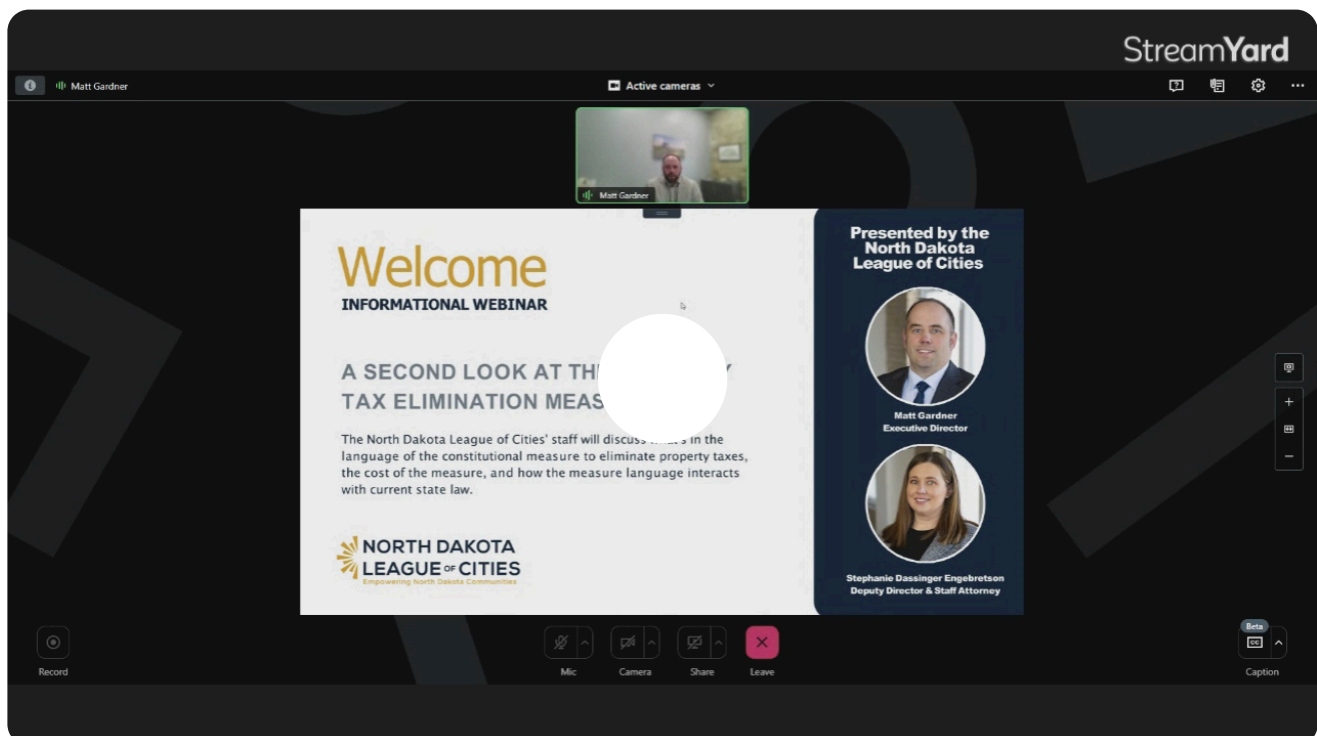 StreamYard
Matt Gardner
Active cameras
Matt Gardner
Welcome
INFORMATIONAL WEBINAR
A SECOND LOOK AT
TAX ELIMINATION
The North Dakota League of Cities' staff will discuss in the
language of the constitutional measure to eliminate property taxes,
the cost of the measure, and how the measure language interacts
with current state law.
NORTH DAKOTA
LEAGUE OF CITIES
Empowering North Dakota Communities
Presented by the
North Dakota
League of Cities
Matt Gardner
Executive Director
Stephanie Dassinger Engebretson
Deputy Director & Staff Attorney
Record
Mic
Camera
Share
Leave
Beta
CC
Caption